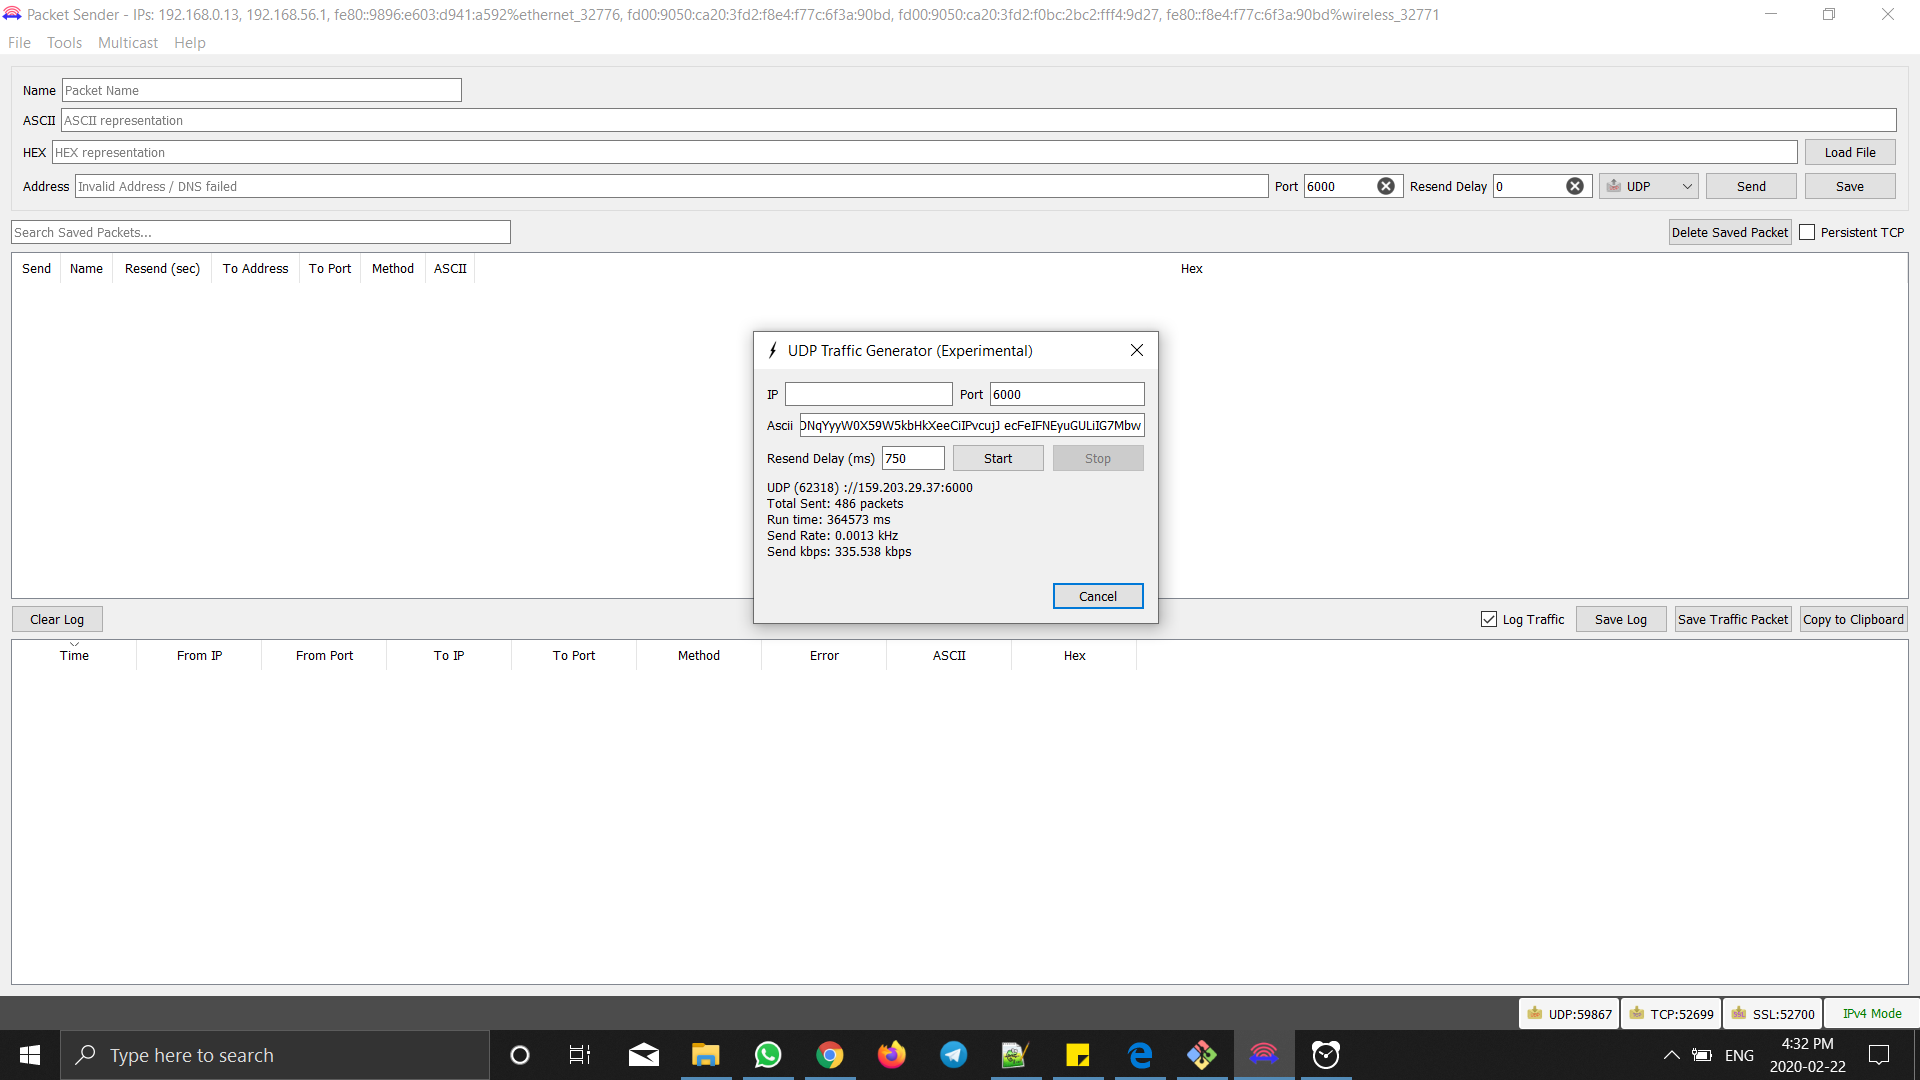 Packet Sender - IPs: 192.168.0.13, 192.168.56.1, fe80::9896:e603:d941:a592%ethernet_32776, fd00:9050:ca20:3fd2:f8e4:f77c:6f3a:90bd, fd00:9050:ca20:3fd2:f0bc:2bc2:fff4:9d27, fe80::f8e4:f77c:6f3a:90bd%wireless_32771
File Tools Multicast Help
Name Packet Name
ASCII ASCII representation
HEX HEX representation Load File
Address Invalid Address / DNS failed Port 6000 Resend Delay 0 UDP Send Save
Search Saved Packets... Delete Saved Packet Persistent TCP
Send Name Resend (sec) To Address To Port Method ASCII Hex
UDP Traffic Generator (Experimental)
IP Port 6000
Ascii ONqYyyW0X59W5kbHkXeeCiIPvcujJ ecFeIFNEyuGULiIG7Mbw
Resend Delay (ms) 750 Start Stop
UDP (62318) ://159.203.29.37:6000
Total Sent: 486 packets
Run time: 364573 ms
Send Rate: 0.0013 kHz
Send kbps: 335.538 kbps
Cancel
Clear Log Log Traffic Save Log Save Traffic Packet Copy to Clipboard
Time From IP From Port To IP To Port Method Error ASCII Hex
UDP:59867 TCP:52699 SSL:52700 IPv4 Mode
Type here to search ENG 4:32 PM
2020-02-22